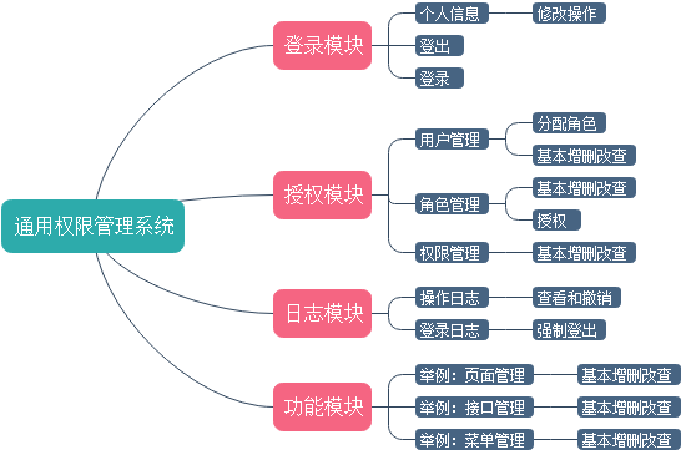 通用权限管理系统
登录模块
个人信息
修改操作
登出
登录
授权模块
用户管理
分配角色
基本增删改查
角色管理
基本增删改查
授权
权限管理
基本增删改查
日志模块
操作日志
查看和撤销
登录日志
强制登出
功能模块
举例：页面管理
基本增删改查
举例：接口管理
基本增删改查
举例：菜单管理
基本增删改查